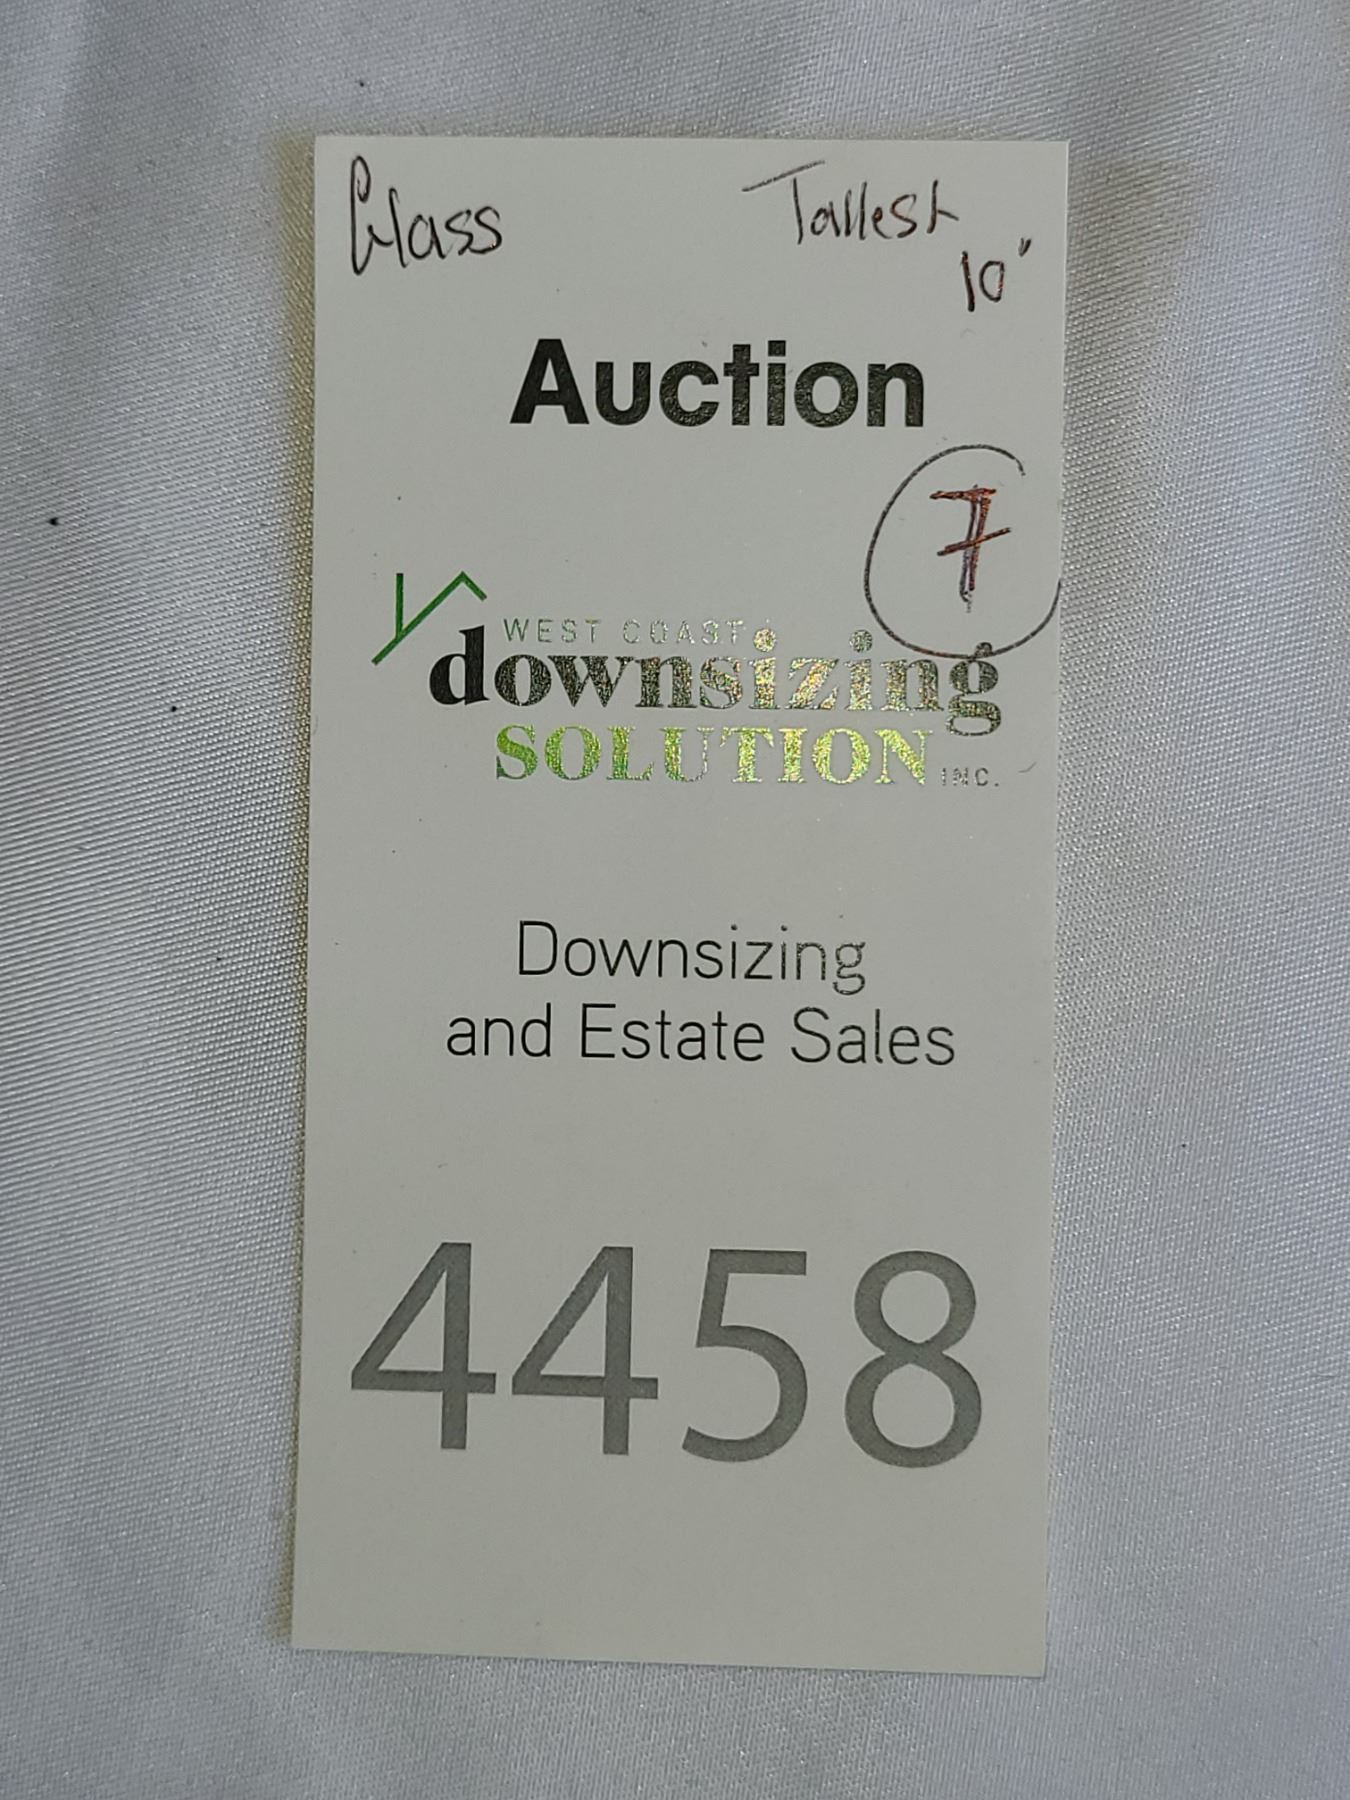 Glass
Tallest
10"
Auction
7
WEST COAST
downsizing
SOLUTION INC.
Downsizing
and Estate Sales
4458